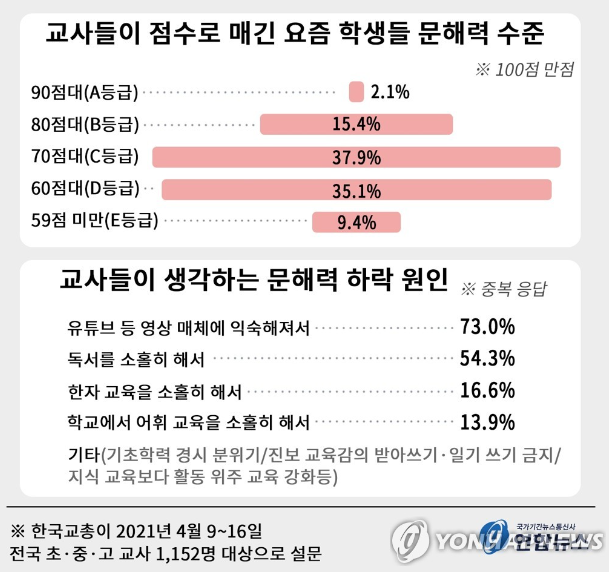 교사들이 점수로 매긴 요즘 학생들 문해력 수준
※ 100점 만점
90점대(A등급) 2.1%
80점대(B등급) 15.4%
70점대(C등급) 37.9%
60점대(D등급) 35.1%
59점 미만(E등급) 9.4%
교사들이 생각하는 문해력 하락 원인 ※ 중복 응답
유튜브 등 영상 매체에 익숙해져서 73.0%
독서를 소홀히 해서 54.3%
한자 교육을 소홀히 해서 16.6%
학교에서 어휘 교육을 소홀히 해서 13.9%
기타(기초학력 경시 분위기/진보 교육감의 받아쓰기·일기 쓰기 금지/
지식 교육보다 활동 위주 교육 강화등)
※ 한국교총이 2021년 4월 9~16일
전국 초·중·고 교사 1,152명 대상으로 설문
국가기간뉴스통신사
연합뉴스
YONHAPNEWS